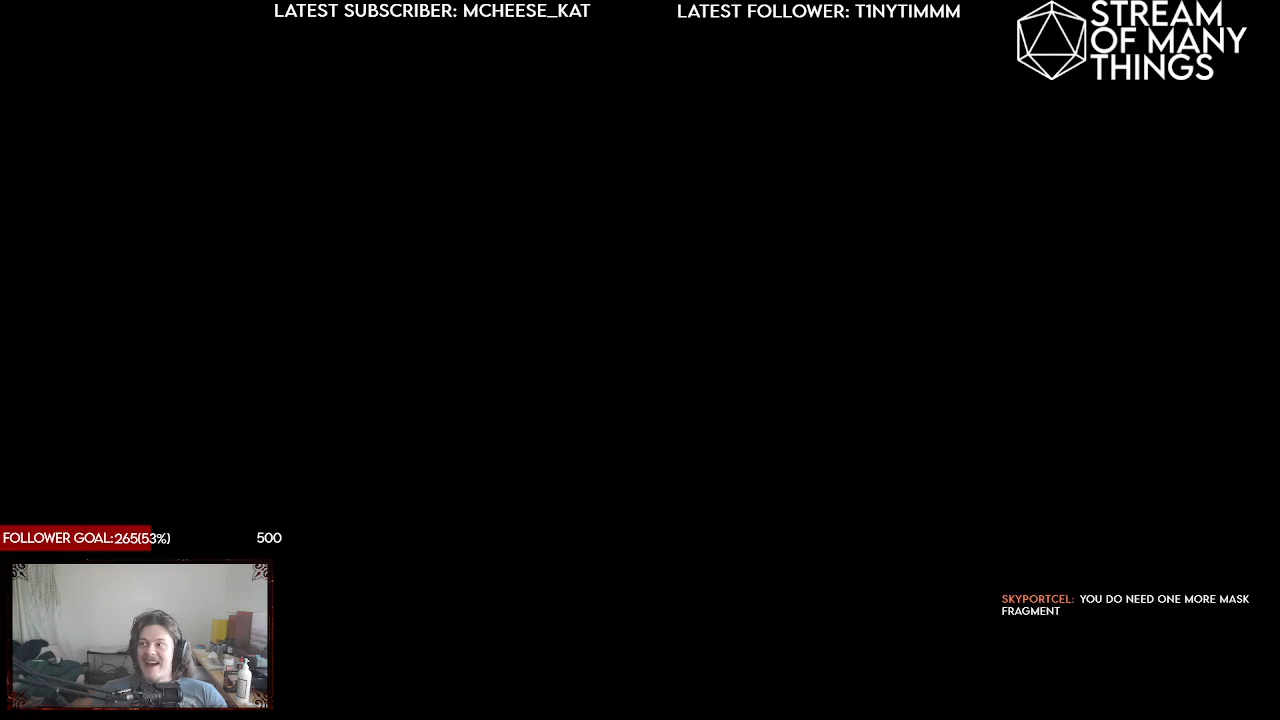 LATEST SUBSCRIBER: MCHEESE_KAT
LATEST FOLLOWER: T1NYTIMMM
STREAM
OF MANY
THINGS
FOLLOWER GOAL:265(53%) 500
SKYPORTCEL: YOU DO NEED ONE MORE MASK
FRAGMENT